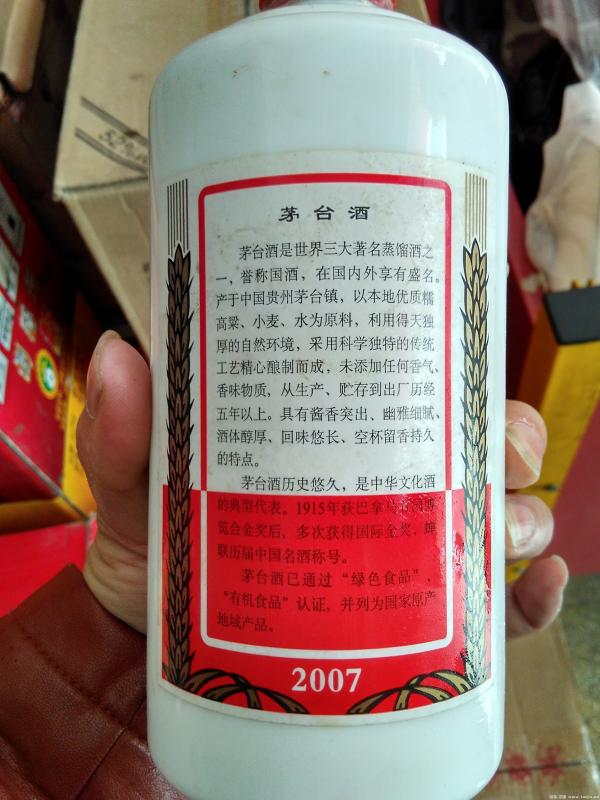 茅台酒
茅台酒是世界三大著名蒸馏酒之
一，誉称国酒，在国内外享有盛名。
产于中国贵州茅台镇，以本地优质糯
高粱、小麦、水为原料，利用得天独
厚的自然环境，采用科学独特的传统
工艺精心酿制而成，未添加任何香气、
香味物质，从生产、贮存到出厂历经
五年以上。具有酱香突出、幽雅细腻、
酒体醇厚、回味悠长、空杯留香持久
的特点。
茅台酒历史悠久，是中华文化酒
的典型代表。1915年获巴拿马万国博
览会金奖后，多次获得国际金奖，蝉
联历届中国名酒称号。
茅台酒已通过“绿色食品”、
“有机食品”认证，并列为国家原产
地域产品。
2007